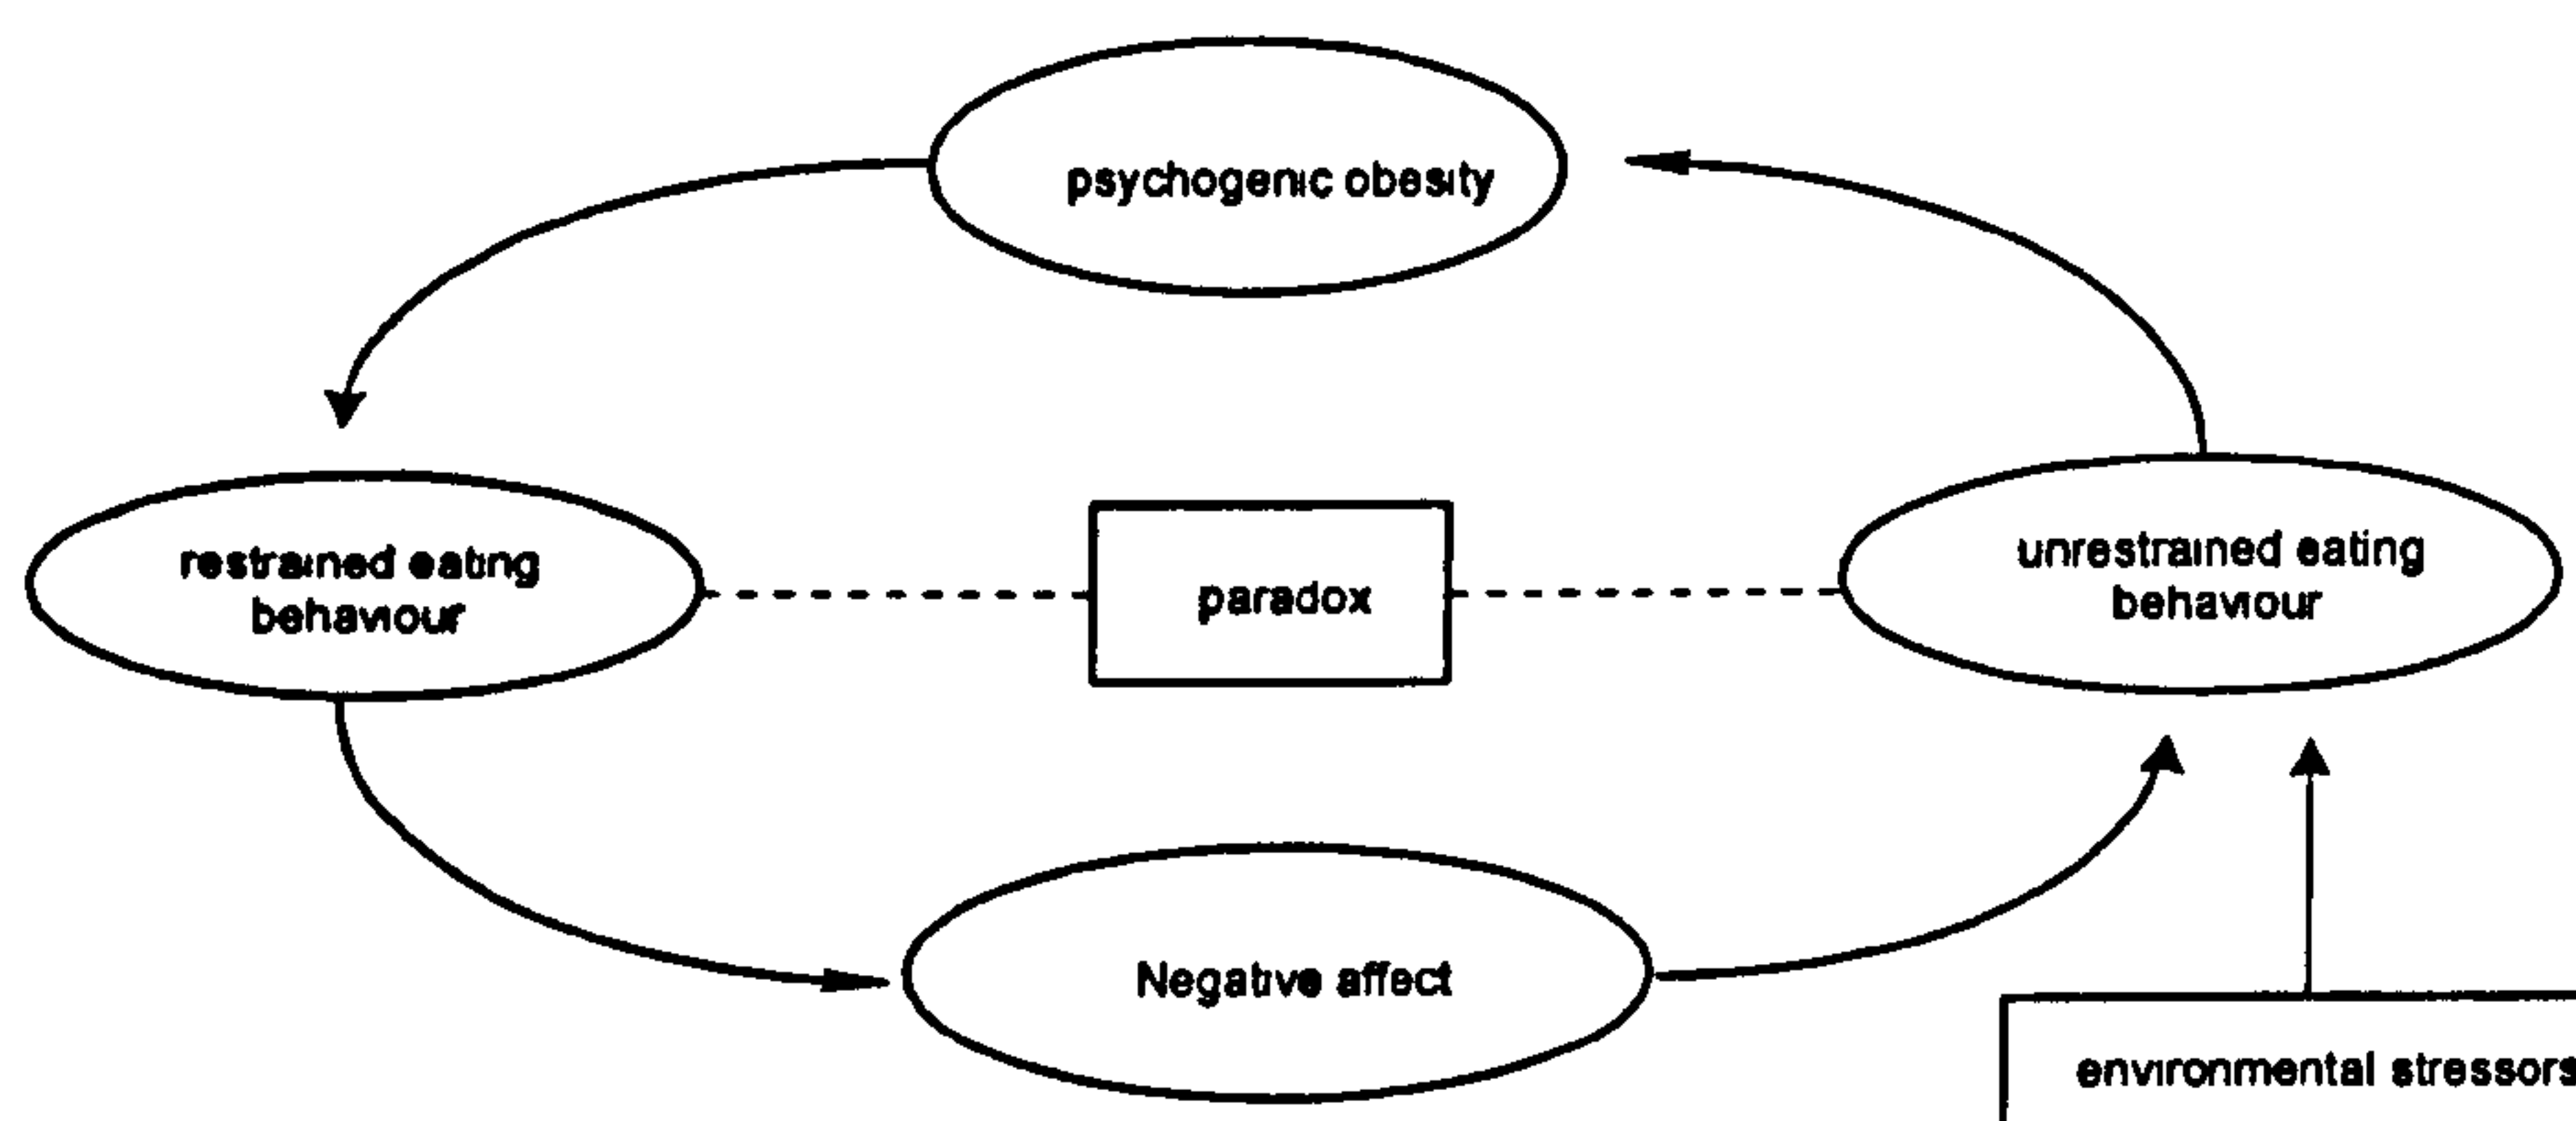 psychogenic obesity
restrained eating
behaviour
paradox
unrestrained eating
behaviour
Negative affect
environmental stressors